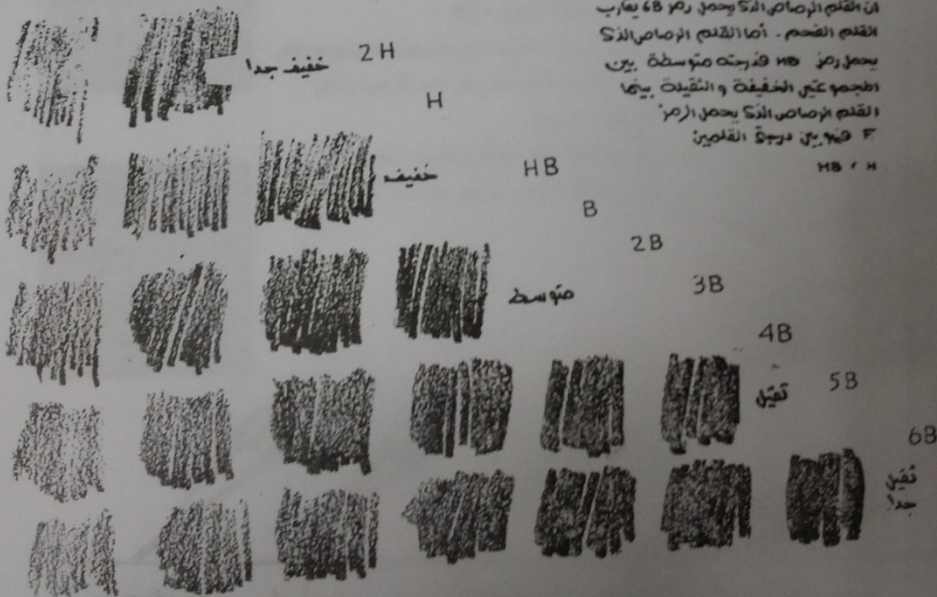 ان القلم الرصاص الذي يحمل رمز 6B يقارب
القلم الفحم . أما القلم الرصاص الذي
يحمل رمز HB فدرجته متوسطة بين
المجموعتين الخفيفة و الثقيلة بينما
القلم الرصاص الذي يحمل الرمز
F فهو بين درجة القلمين
HB ، H .
خفيف جدا 2H
H
خفيف HB
B
2B
متوسط 3B
4B
ثقيل 5B
6B
ثقيل
جدا